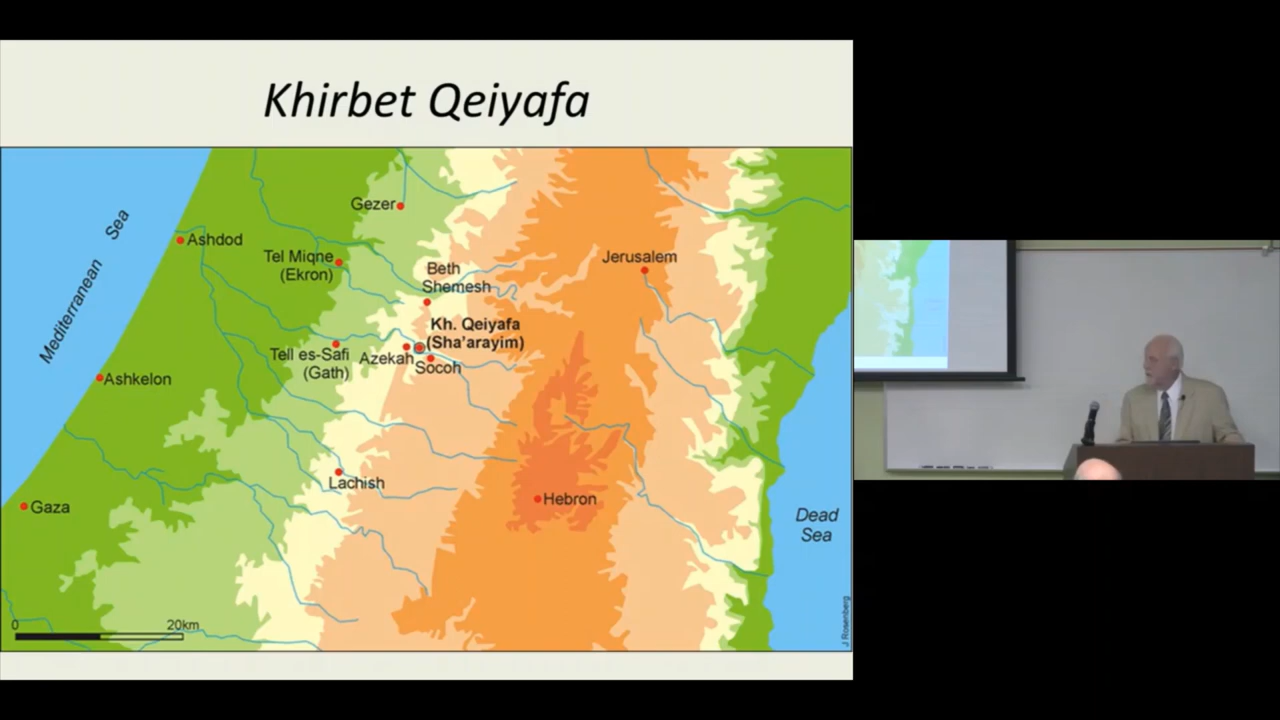 Khirbet Qeiyafa
Mediterranean Sea
Gezer
Ashdod
Tel Miqne
(Ekron)
Beth
Shemesh
Jerusalem
Kh. Qeiyafa
(Sha'arayim)
Tell es-Safi
(Gath)
Azekah
Socoh
Ashkelon
Lachish
Gaza
Hebron
Dead
Sea
0
20km
J Rosenberg